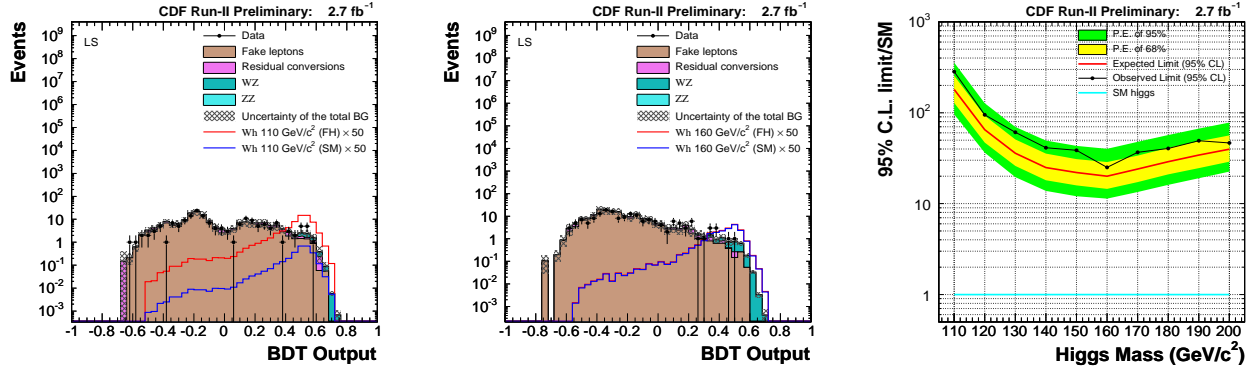 CDF Run-II Preliminary: 2.7 fb⁻¹
Events
LS
Data
Fake leptons
Residual conversions
WZ
ZZ
Uncertainty of the total BG
Wh 110 GeV/c² (FH) × 50
Wh 110 GeV/c² (SM) × 50
10⁹
10⁸
10⁷
10⁶
10⁵
10⁴
10³
10²
10
1
10⁻¹
10⁻²
10⁻³
-1 -0.8 -0.6 -0.4 -0.2 0 0.2 0.4 0.6 0.8 1
BDT Output
CDF Run-II Preliminary: 2.7 fb⁻¹
Events
LS
Data
Fake leptons
Residual conversions
WZ
ZZ
Uncertainty of the total BG
Wh 160 GeV/c² (FH) × 50
Wh 160 GeV/c² (SM) × 50
10⁹
10⁸
10⁷
10⁶
10⁵
10⁴
10³
10²
10
1
10⁻¹
10⁻²
10⁻³
-1 -0.8 -0.6 -0.4 -0.2 0 0.2 0.4 0.6 0.8 1
BDT Output
CDF Run-II Preliminary: 2.7 fb⁻¹
95% C.L. limit/SM
P.E. of 95%
P.E. of 68%
Expected Limit (95% CL)
Observed Limit (95% CL)
SM higgs
10³
10²
10
1
110 120 130 140 150 160 170 180 190 200
Higgs Mass (GeV/c²)